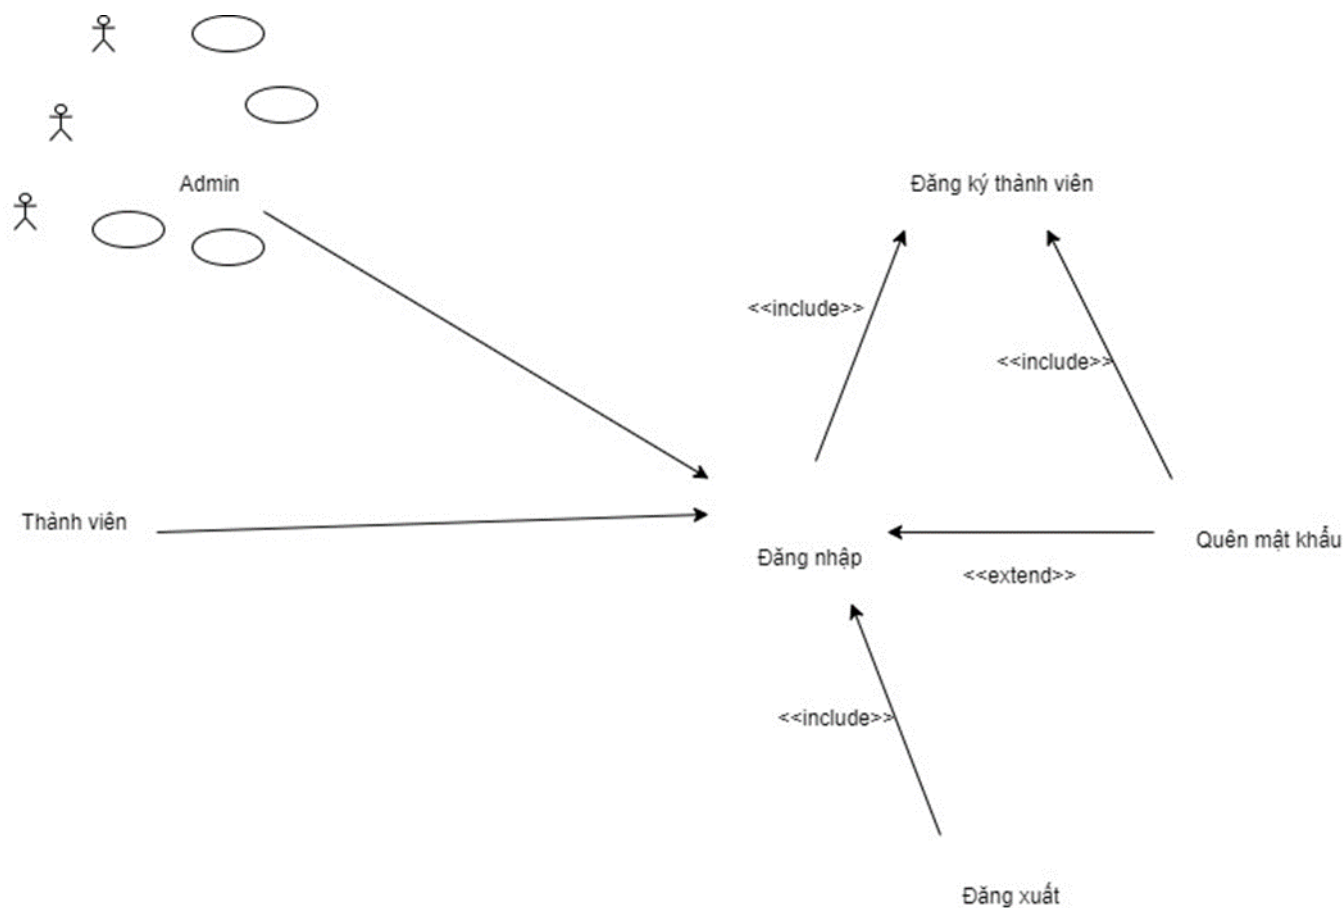 Admin
Đăng ký thành viên
<<include>>
<<include>>
Thành viên
Đăng nhập
Quên mật khẩu
<<extend>>
<<include>>
Đăng xuất